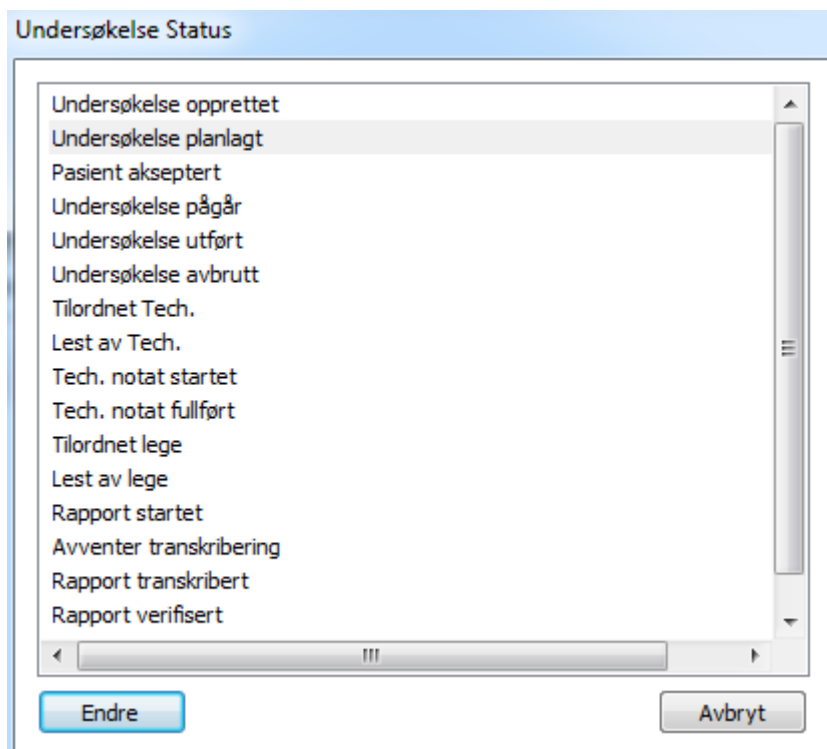 Undersøkelse Status
Undersøkelse opprettet
Undersøkelse planlagt
Pasient akseptert
Undersøkelse pågår
Undersøkelse utført
Undersøkelse avbrutt
Tilordnet Tech.
Lest av Tech.
Tech. notat startet
Tech. notat fullført
Tilordnet lege
Lest av lege
Rapport startet
Avventer transkribering
Rapport transkribert
Rapport verifisert
Endre
Avbryt